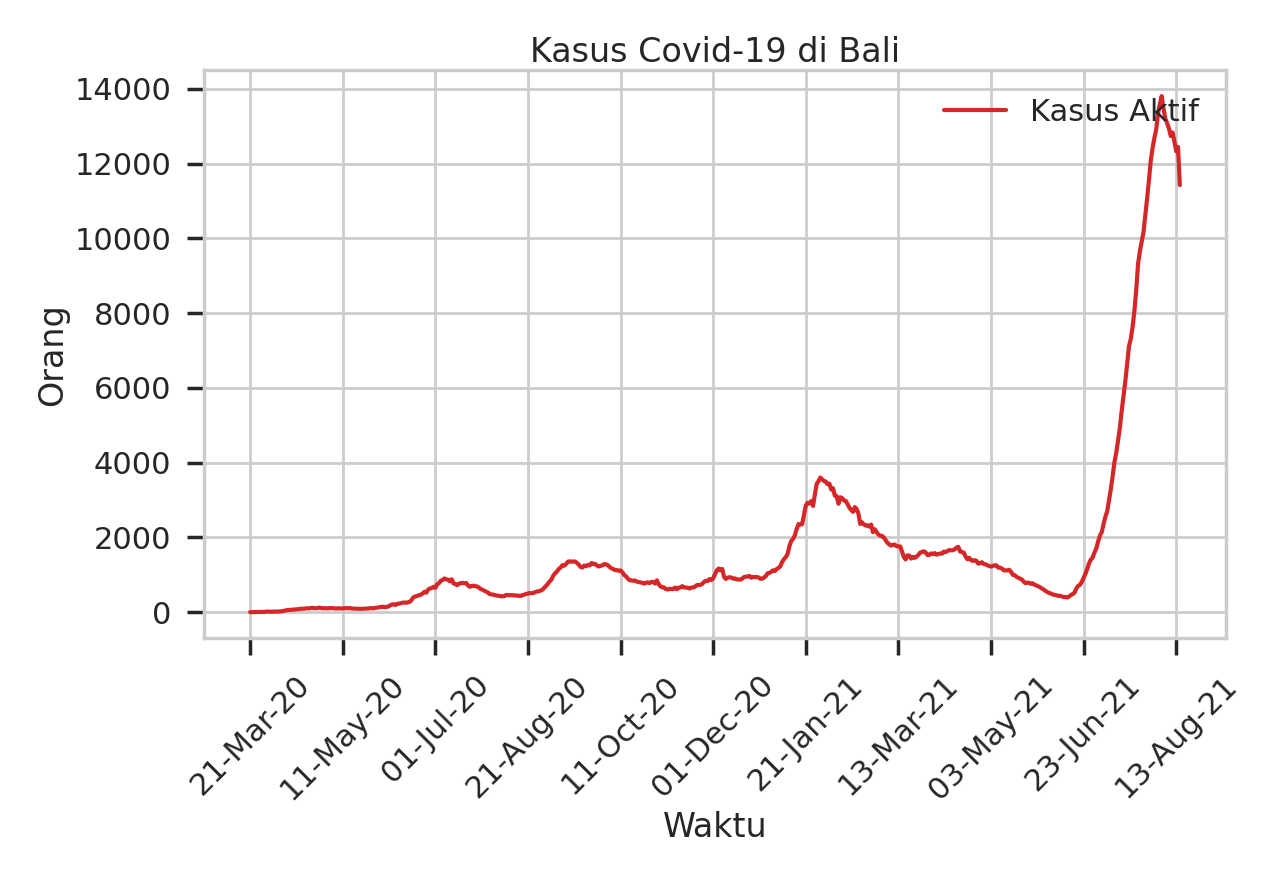 Kasus Covid-19 di Bali
Kasus Aktif
14000
12000
10000
8000
6000
4000
2000
0
Orang
21-Mar-20
11-May-20
01-Jul-20
21-Aug-20
11-Oct-20
01-Dec-20
21-Jan-21
13-Mar-21
03-May-21
23-Jun-21
13-Aug-21
Waktu